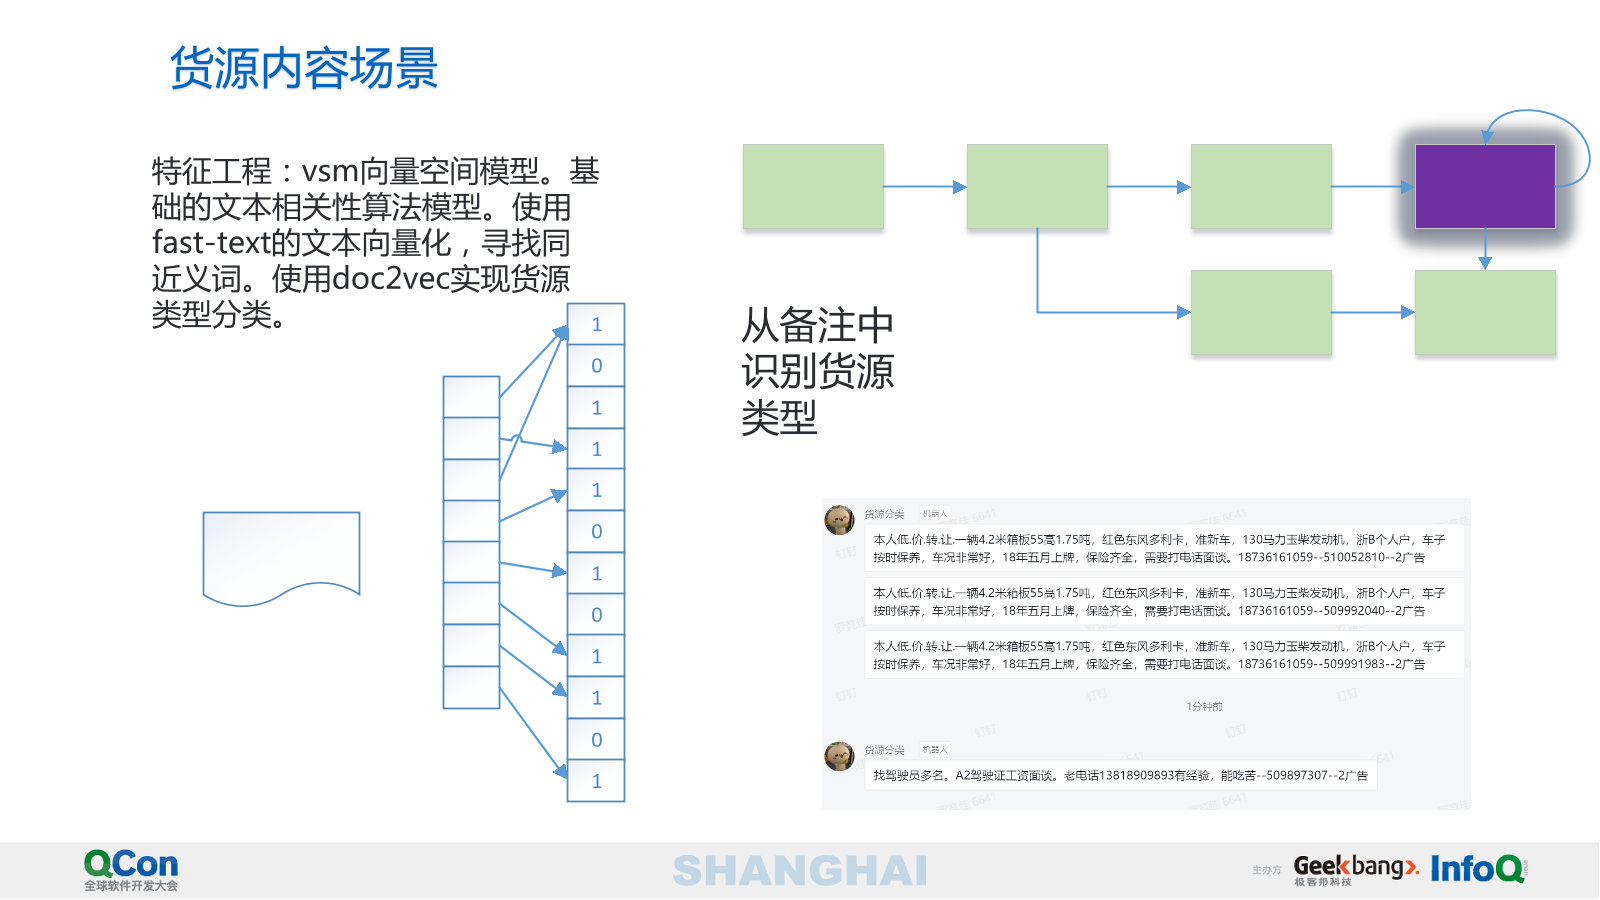 货源内容场景
特征工程：vsm向量空间模型。基
础的文本相关性算法模型。使用
fast-text的文本向量化，寻找同
近义词。使用doc2vec实现货源
类型分类。
1
0
1
1
1
0
1
0
1
1
0
1
从备注中
识别货源
类型
货源分类 机器人
本人低.价.转.让.一辆4.2米箱板55高1.75吨，红色东风多利卡，准新车，130马力玉柴发动机，浙B个人户，车子
按时保养，车况非常好，18年五月上牌，保险齐全，需要打电话面谈。18736161059--510052810--2广告
本人低.价.转.让.一辆4.2米箱板55高1.75吨，红色东风多利卡，准新车，130马力玉柴发动机，浙B个人户，车子
按时保养，车况非常好，18年五月上牌，保险齐全，需要打电话面谈。18736161059--509992040--2广告
本人低.价.转.让.一辆4.2米箱板55高1.75吨，红色东风多利卡，准新车，130马力玉柴发动机，浙B个人户，车子
按时保养，车况非常好，18年五月上牌，保险齐全，需要打电话面谈。18736161059--509991983--2广告
钉钉 钉钉 钉钉
1分钟前
钉钉 钉钉
货源分类 机器人
找驾驶员多名。A2驾驶证工资面谈。老电话13818909893有经验，能吃苦--509897307--2广告
QCon
全球软件开发大会
SHANGHAI
主办方 Geekbang>. InfoQ
极客邦科技